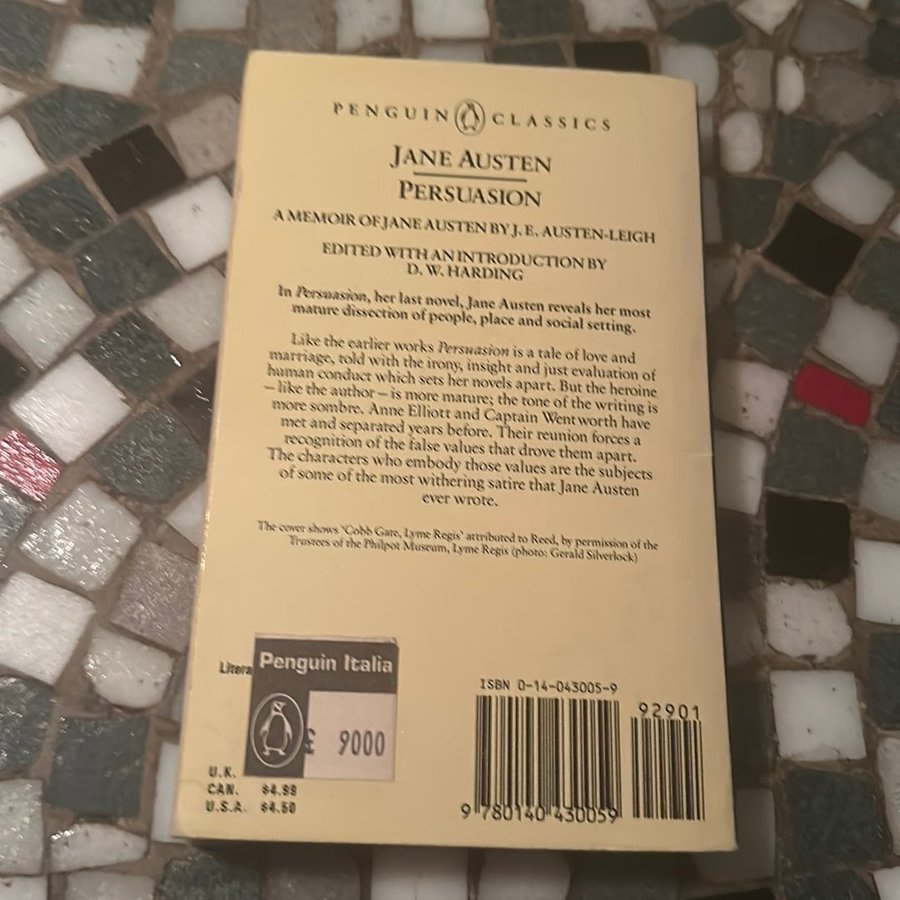 PENGUIN CLASSICS
JANE AUSTEN
PERSUASION
A MEMOIR OF JANE AUSTEN BY J. E. AUSTEN-LEIGH
EDITED WITH AN INTRODUCTION BY
D. W. HARDING
In Persuasion, her last novel, Jane Austen reveals her most
mature dissection of people, place and social setting.
Like the earlier works Persuasion is a tale of love and
marriage, told with the irony, insight and just evaluation of
human conduct which sets her novels apart. But the heroine
– like the author – is more mature; the tone of the writing is
more sombre. Anne Elliott and Captain Wentworth have
met and separated years before. Their reunion forces a
recognition of the false values that drove them apart.
The characters who embody those values are the subjects
of some of the most withering satire that Jane Austen
ever wrote.
The cover shows 'Cobb Gate, Lyme Regis' attributed to Reed, by permission of the
Trustees of the Philpot Museum, Lyme Regis (photo: Gerald Silverlock)
Litera
Penguin Italia
£ 9000
U.K.
CAN. $4.99
U.S.A. $4.50
ISBN 0-14-043005-9
92901
9 780140 430059